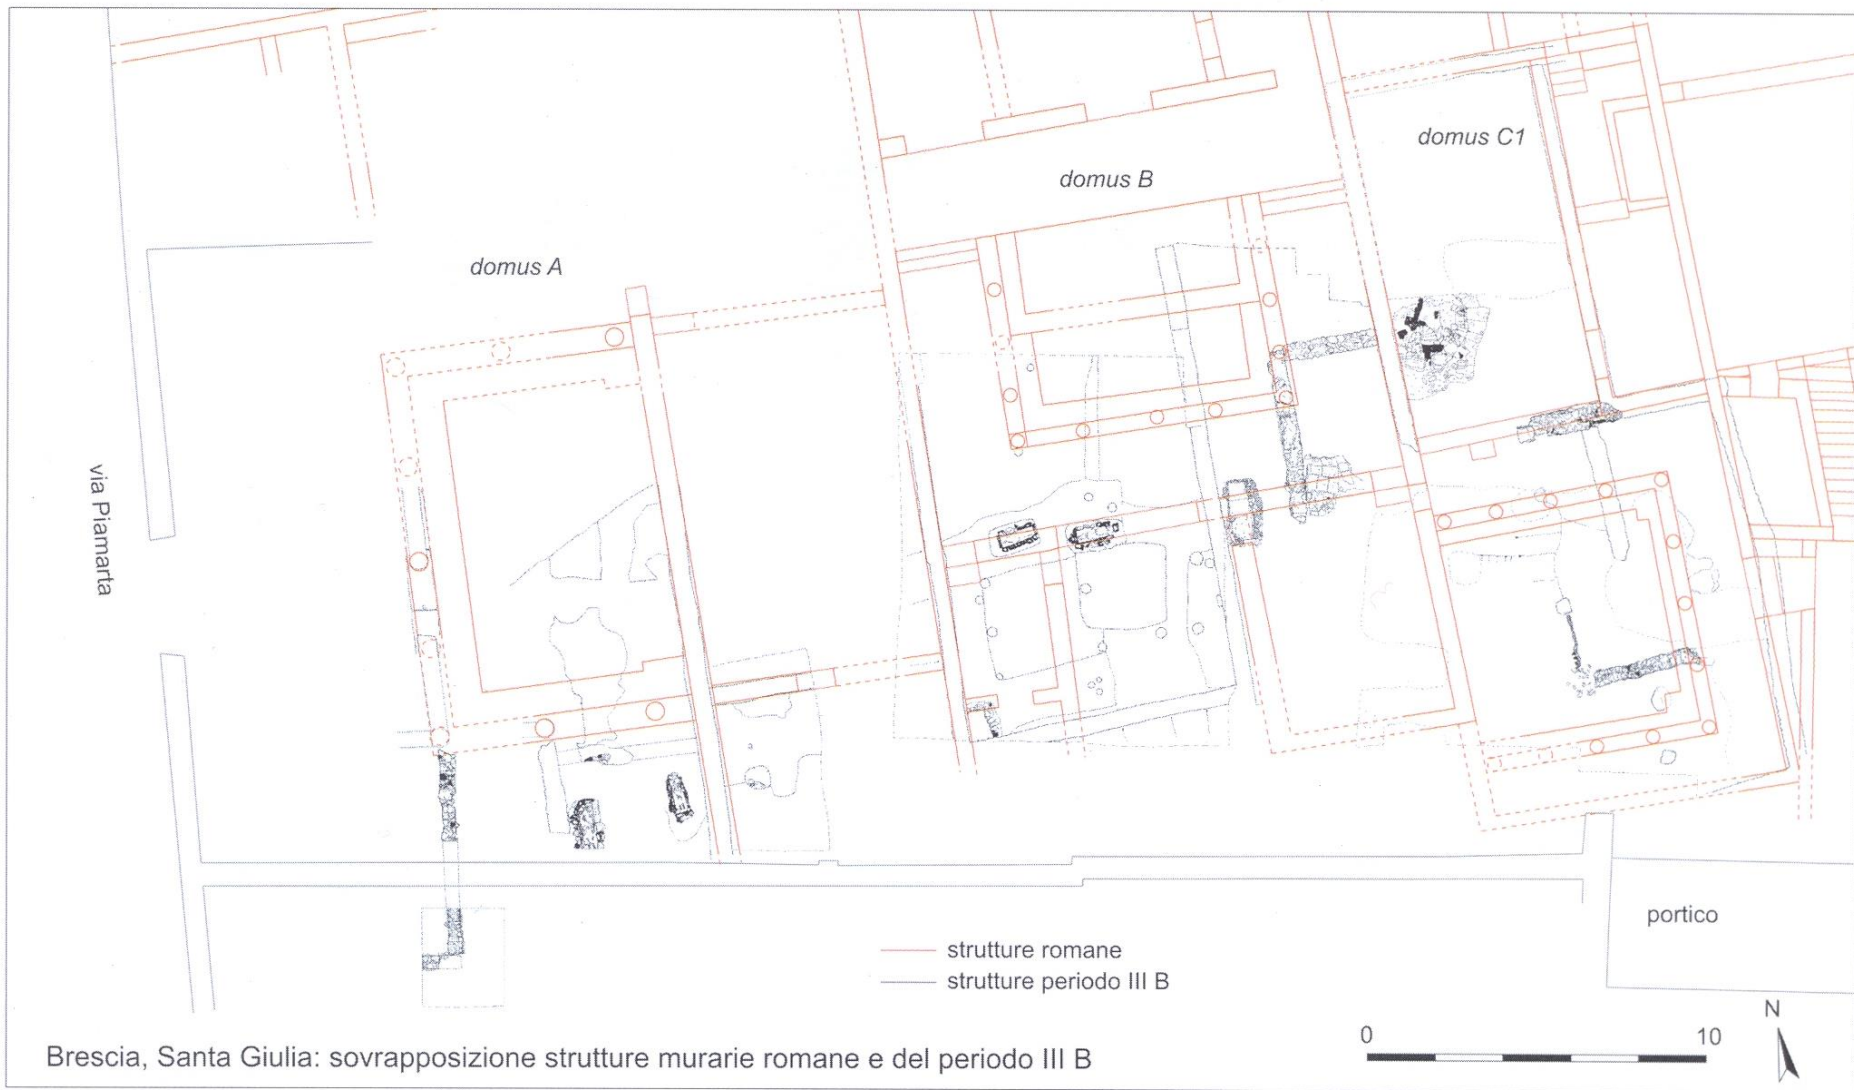 domus C1
domus B
domus A
via Piamarta
portico
strutture romane
strutture periodo III B
N
0 10
Brescia, Santa Giulia: sovrapposizione strutture murarie romane e del periodo III B